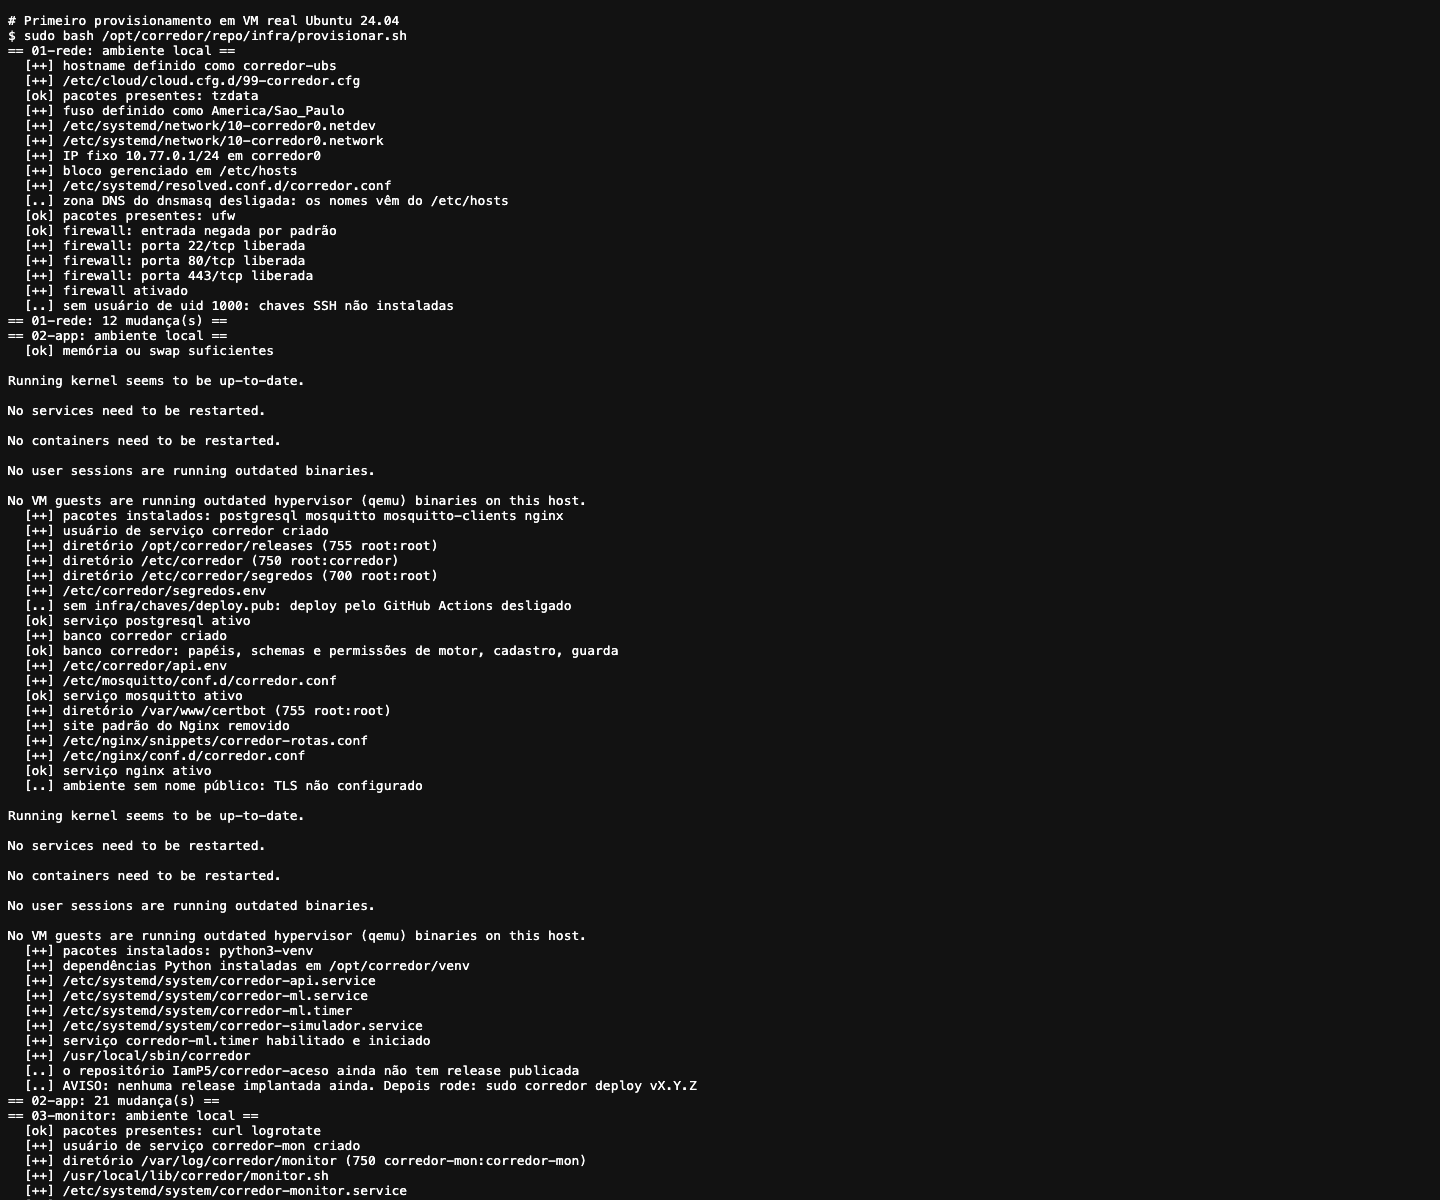 # Primeiro provisionamento em VM real Ubuntu 24.04
$ sudo bash /opt/corredor/repo/infra/provisionar.sh
== 01-rede: ambiente local ==
[++] hostname definido como corredor-ubs
[++] /etc/cloud/cloud.cfg.d/99-corredor.cfg
[ok] pacotes presentes: tzdata
[++] fuso definido como America/Sao_Paulo
[++] /etc/systemd/network/10-corredor0.netdev
[++] /etc/systemd/network/10-corredor0.network
[++] IP fixo 10.77.0.1/24 em corredor0
[++] bloco gerenciado em /etc/hosts
[++] /etc/systemd/resolved.conf.d/corredor.conf
[..] zona DNS do dnsmasq desligada: os nomes vêm do /etc/hosts
[ok] pacotes presentes: ufw
[ok] firewall: entrada negada por padrão
[++] firewall: porta 22/tcp liberada
[++] firewall: porta 80/tcp liberada
[++] firewall: porta 443/tcp liberada
[++] firewall ativado
[..] sem usuário de uid 1000: chaves SSH não instaladas
== 01-rede: 12 mudança(s) ==
== 02-app: ambiente local ==
[ok] memória ou swap suficientes
Running kernel seems to be up-to-date.
No services need to be restarted.
No containers need to be restarted.
No user sessions are running outdated binaries.
No VM guests are running outdated hypervisor (qemu) binaries on this host.
[++] pacotes instalados: postgresql mosquitto mosquitto-clients nginx
[++] usuário de serviço corredor criado
[++] diretório /opt/corredor/releases (755 root:root)
[++] diretório /etc/corredor (750 root:corredor)
[++] diretório /etc/corredor/segredos (700 root:root)
[++] /etc/corredor/segredos.env
[..] sem infra/chaves/deploy.pub: deploy pelo GitHub Actions desligado
[ok] serviço postgresql ativo
[++] banco corredor criado
[ok] banco corredor: papéis, schemas e permissões de motor, cadastro, guarda
[++] /etc/corredor/api.env
[++] /etc/mosquitto/conf.d/corredor.conf
[ok] serviço mosquitto ativo
[++] diretório /var/www/certbot (755 root:root)
[++] site padrão do Nginx removido
[++] /etc/nginx/snippets/corredor-rotas.conf
[++] /etc/nginx/conf.d/corredor.conf
[ok] serviço nginx ativo
[..] ambiente sem nome público: TLS não configurado
Running kernel seems to be up-to-date.
No services need to be restarted.
No containers need to be restarted.
No user sessions are running outdated binaries.
No VM guests are running outdated hypervisor (qemu) binaries on this host.
[++] pacotes instalados: python3-venv
[++] dependências Python instaladas em /opt/corredor/venv
[++] /etc/systemd/system/corredor-api.service
[++] /etc/systemd/system/corredor-ml.service
[++] /etc/systemd/system/corredor-ml.timer
[++] /etc/systemd/system/corredor-simulador.service
[++] serviço corredor-ml.timer habilitado e iniciado
[++] /usr/local/sbin/corredor
[..] o repositório IamP5/corredor-aceso ainda não tem release publicada
[..] AVISO: nenhuma release implantada ainda. Depois rode: sudo corredor deploy vX.Y.Z
== 02-app: 21 mudança(s) ==
== 03-monitor: ambiente local ==
[ok] pacotes presentes: curl logrotate
[++] usuário de serviço corredor-mon criado
[++] diretório /var/log/corredor/monitor (750 corredor-mon:corredor-mon)
[++] /usr/local/lib/corredor/monitor.sh
[++] /etc/systemd/system/corredor-monitor.service